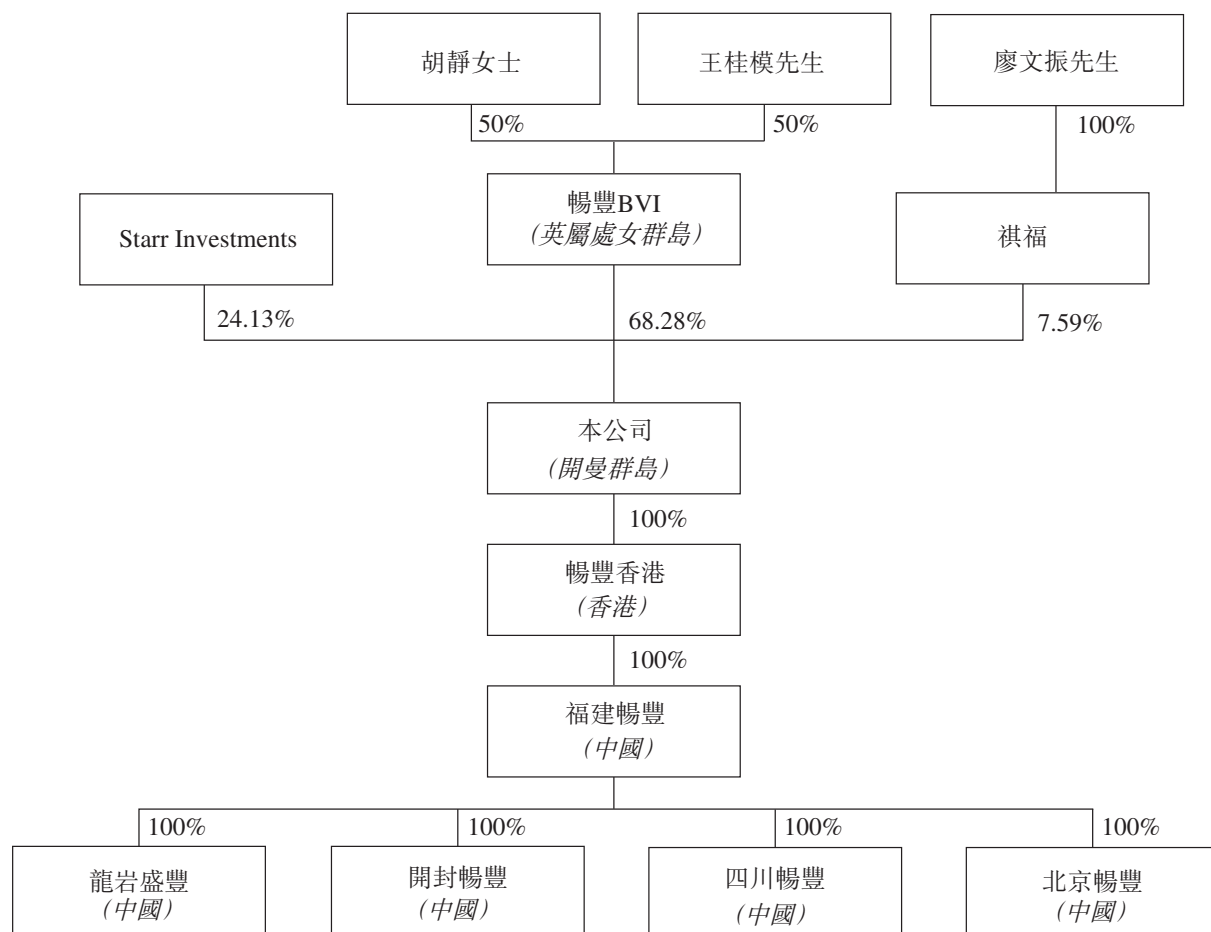 胡靜女士
王桂模先生
廖文振先生
50%
50%
100%
暢豐BVI
(英屬處女群島)
Starr Investments
祺福
24.13%
68.28%
7.59%
本公司
(開曼群島)
100%
暢豐香港
(香港)
100%
福建暢豐
(中國)
100%
100%
100%
100%
龍岩盛豐
(中國)
開封暢豐
(中國)
四川暢豐
(中國)
北京暢豐
(中國)